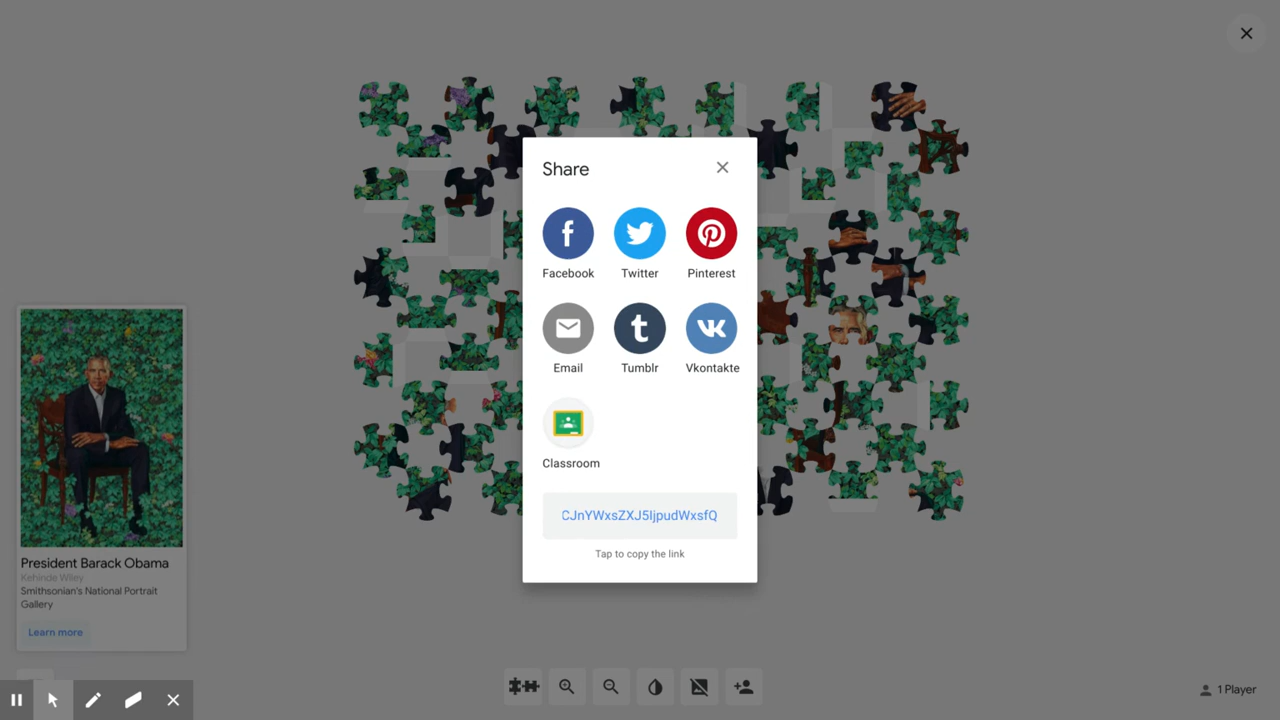 Share
Facebook
Twitter
Pinterest
Email
Tumblr
Vkontakte
Classroom
CJnYWxsZXJ5IjpudWxsfQ
Tap to copy the link
President Barack Obama
Kehinde Wiley
Smithsonian's National Portrait
Gallery
Learn more
1 Player